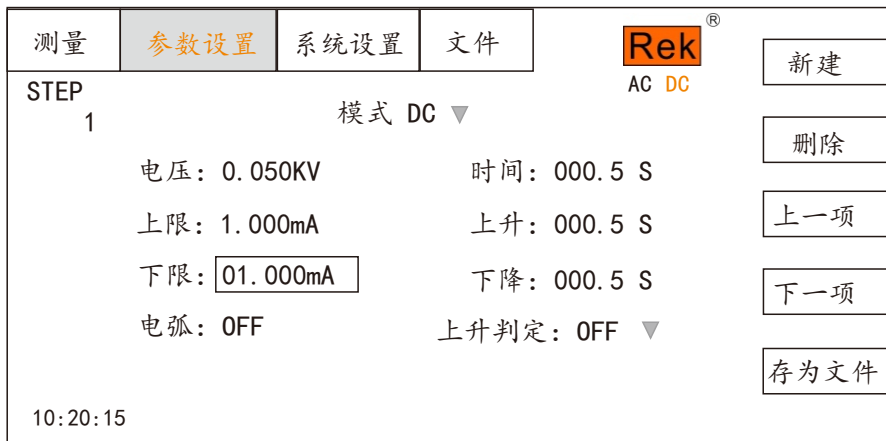 测量 参数设置 系统设置 文件 Rek® 新建
AC DC
STEP
1 模式 DC ▼
删除
电压: 0.050KV 时间: 000.5 S
上限: 1.000mA 上升: 000.5 S 上一项
下限: 01.000mA 下降: 000.5 S 下一项
电弧: OFF 上升判定: OFF ▼
存为文件
10:20:15